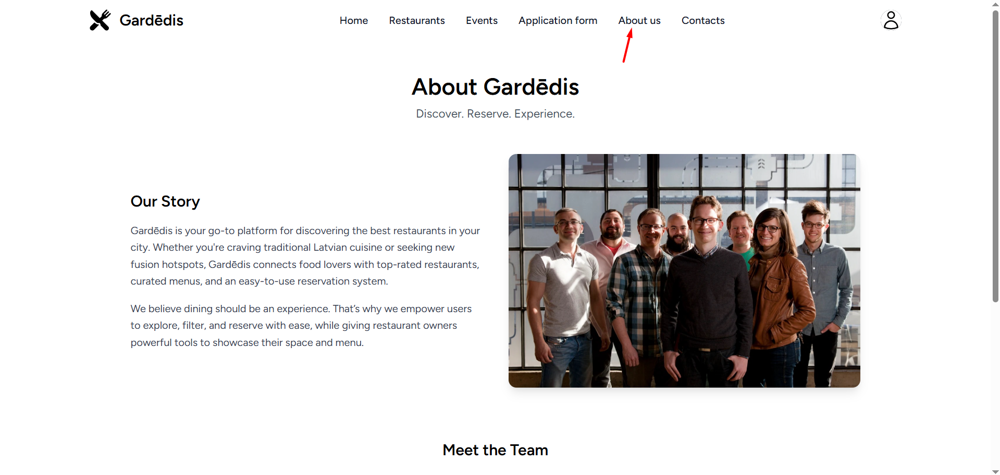 Gardēdis
Home Restaurants Events Application form About us Contacts
About Gardēdis
Discover. Reserve. Experience.
Our Story
Gardēdis is your go-to platform for discovering the best restaurants in your
city. Whether you're craving traditional Latvian cuisine or seeking new
fusion hotspots, Gardēdis connects food lovers with top-rated restaurants,
curated menus, and an easy-to-use reservation system.
We believe dining should be an experience. That’s why we empower users
to explore, filter, and reserve with ease, while giving restaurant owners
powerful tools to showcase their space and menu.
Meet the Team